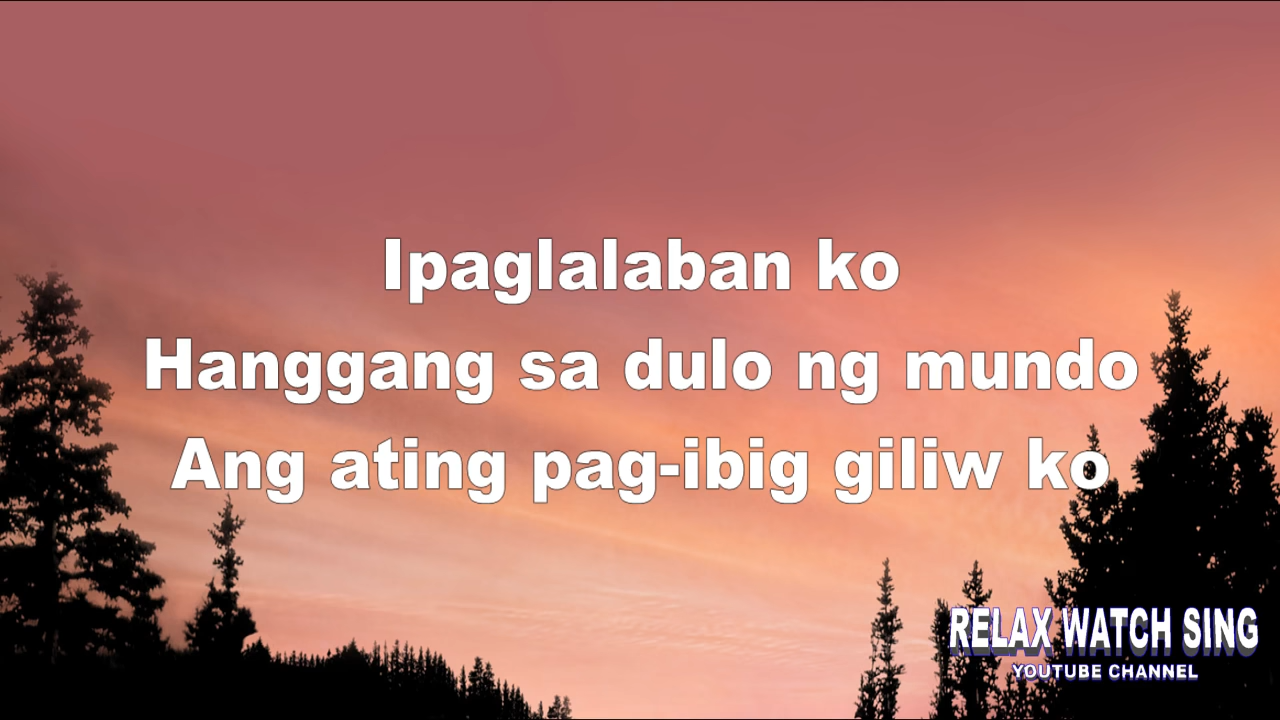 Ipaglalaban ko
Hanggang sa dulo ng mundo
Ang ating pag-ibig giliw ko
RELAX WATCH SING
YOUTUBE CHANNEL